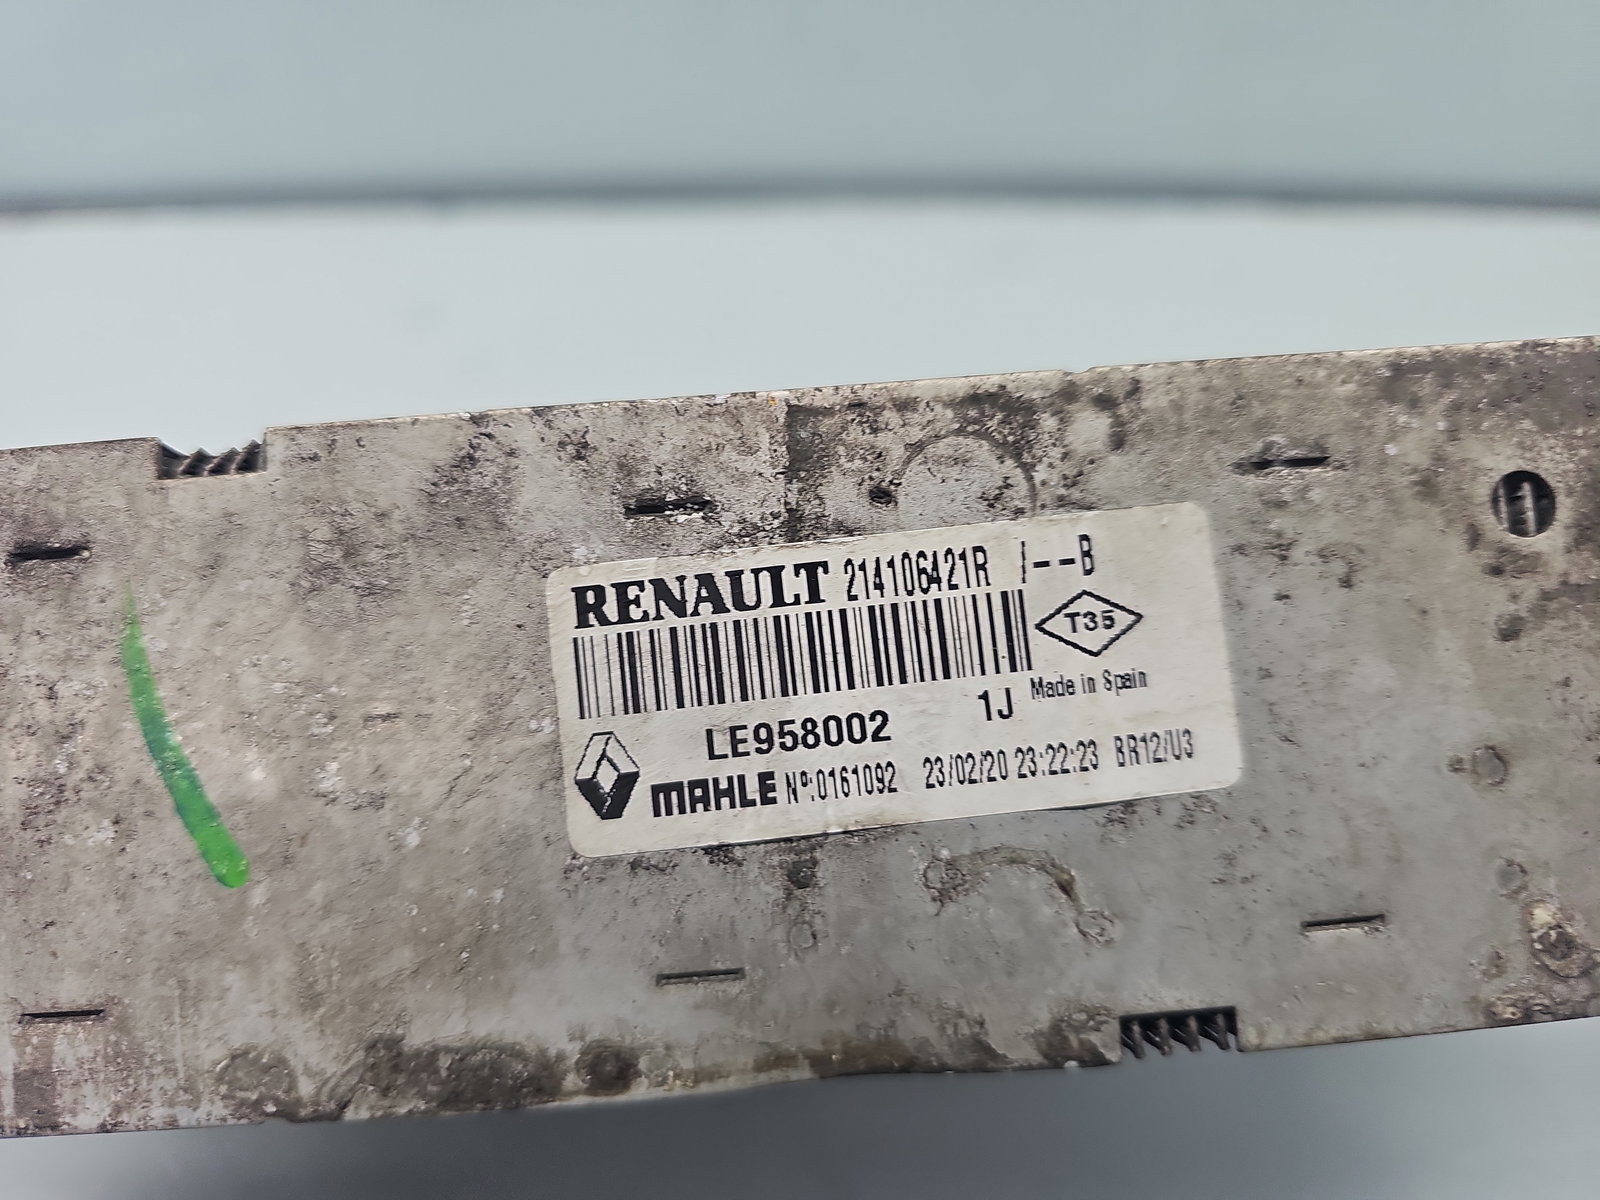 RENAULT 214106421R /--B
T35
1J Made in Spain
LE958002
MAHLE Nº:0161092 23/02/20 23:22:23 BR12/U3